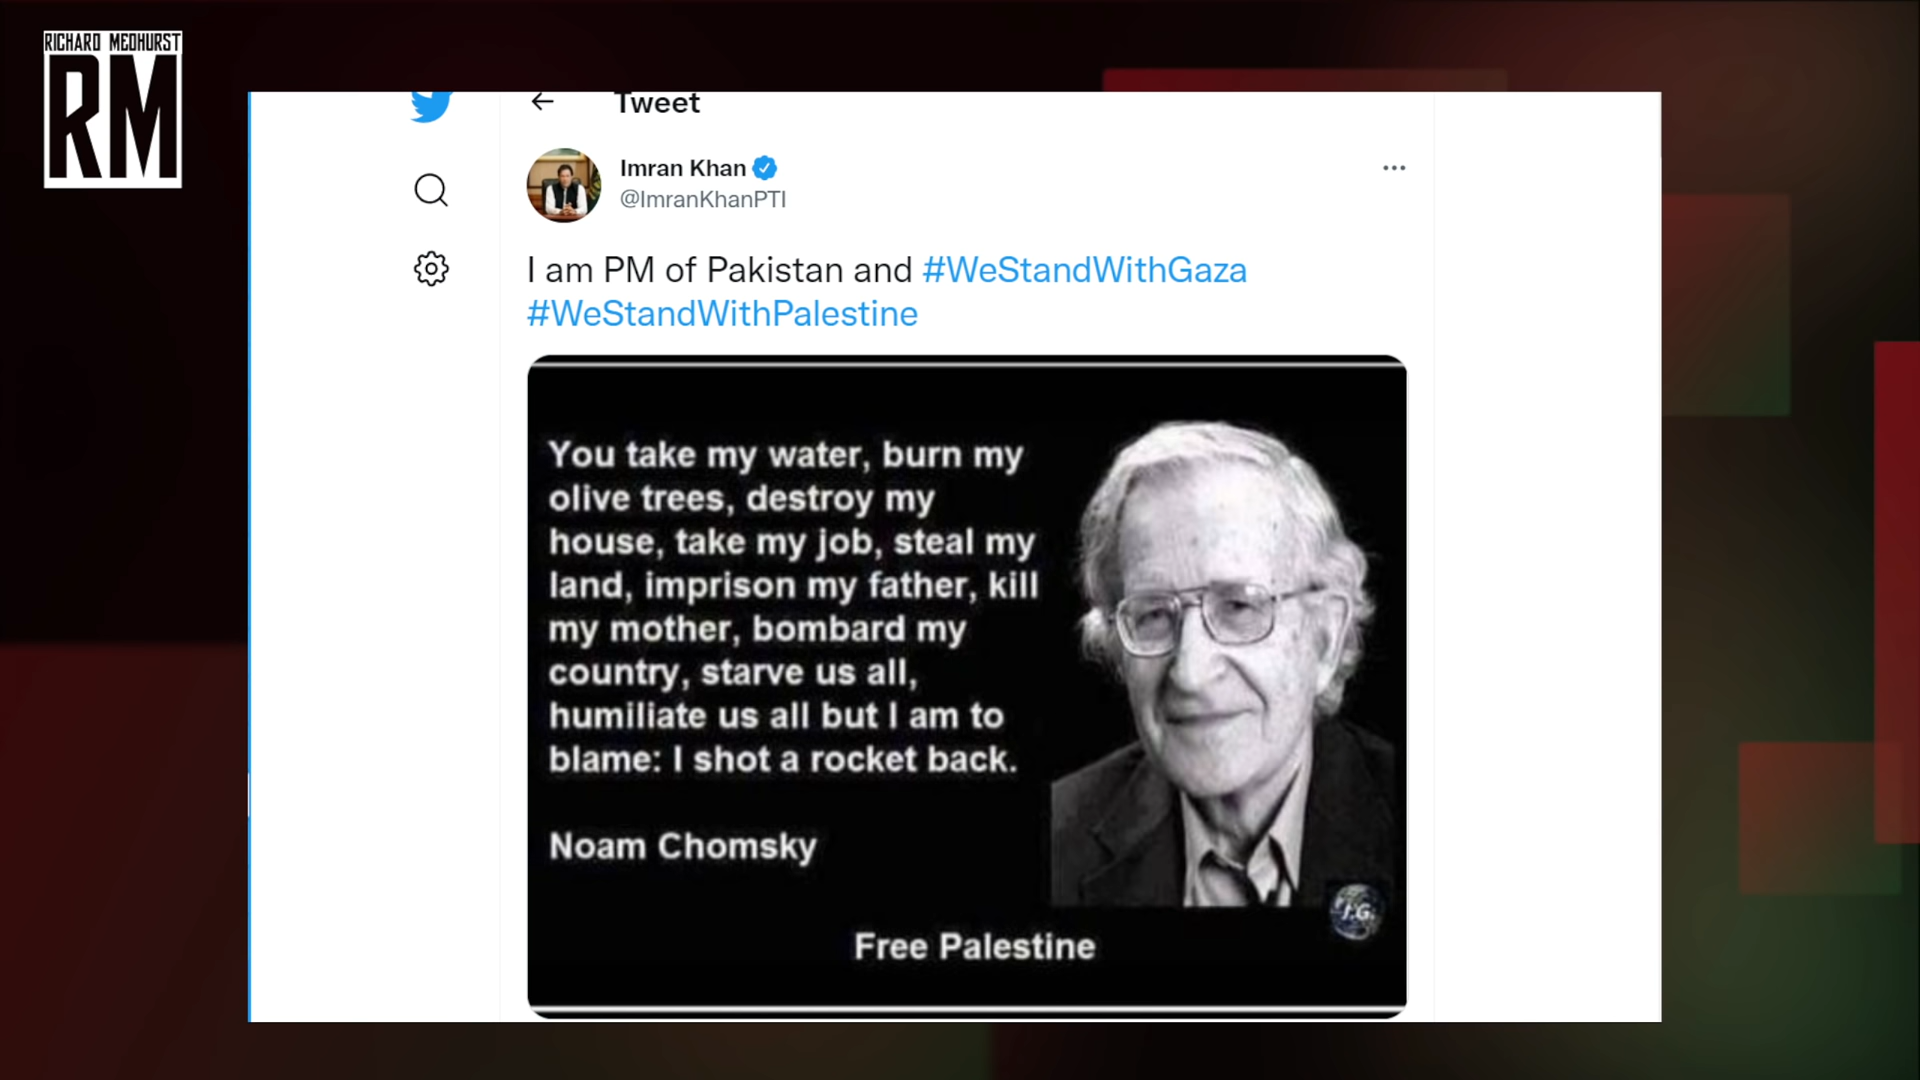 RICHARD MEDHURST
RM
Tweet
Imran Khan
@ImranKhanPTI
I am PM of Pakistan and #WeStandWithGaza
#WeStandWithPalestine
You take my water, burn my
olive trees, destroy my
house, take my job, steal my
land, imprison my father, kill
my mother, bombard my
country, starve us all,
humiliate us all but I am to
blame: I shot a rocket back.
Noam Chomsky
J.G.
Free Palestine